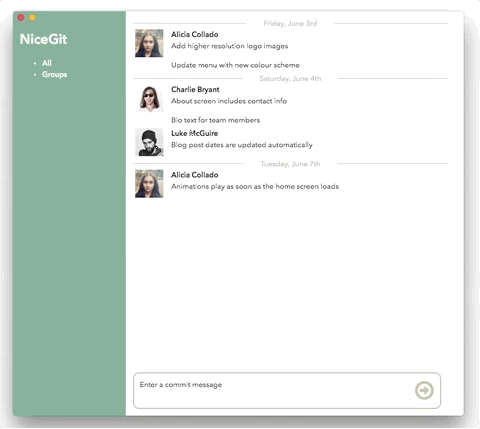 NiceGit
All
Groups
Friday, June 3rd
Alicia Collado
Add higher resolution logo images
Update menu with new colour scheme
Saturday, June 4th
Charlie Bryant
About screen includes contact info
Bio text for team members
Luke McGuire
Blog post dates are updated automatically
Tuesday, June 7th
Alicia Collado
Animations play as soon as the home screen loads
Enter a commit message